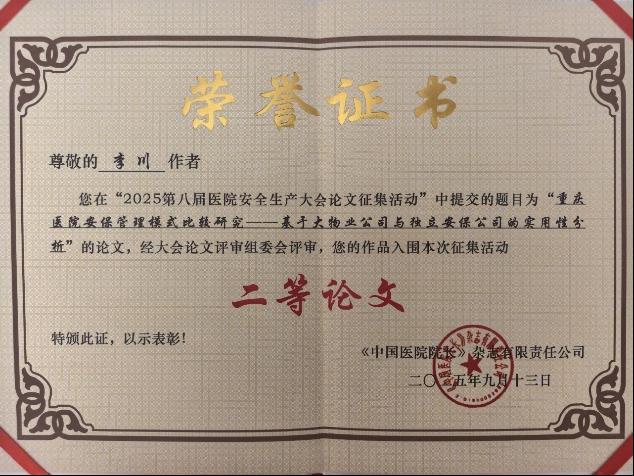 荣誉证书
尊敬的 李川 作者
您在“2025第八届医院安全生产大会论文征集活动”中提交的题目为“重庆
医院安保管理模式比较研究——基于大物业公司与独立安保公司的实用性分
析”的论文，经大会论文评审组委会评审，您的作品入围本次征集活动
二等论文
特颁此证，以示表彰！
《中国医院院长》杂志有限责任公司
二〇二五年九月十三日